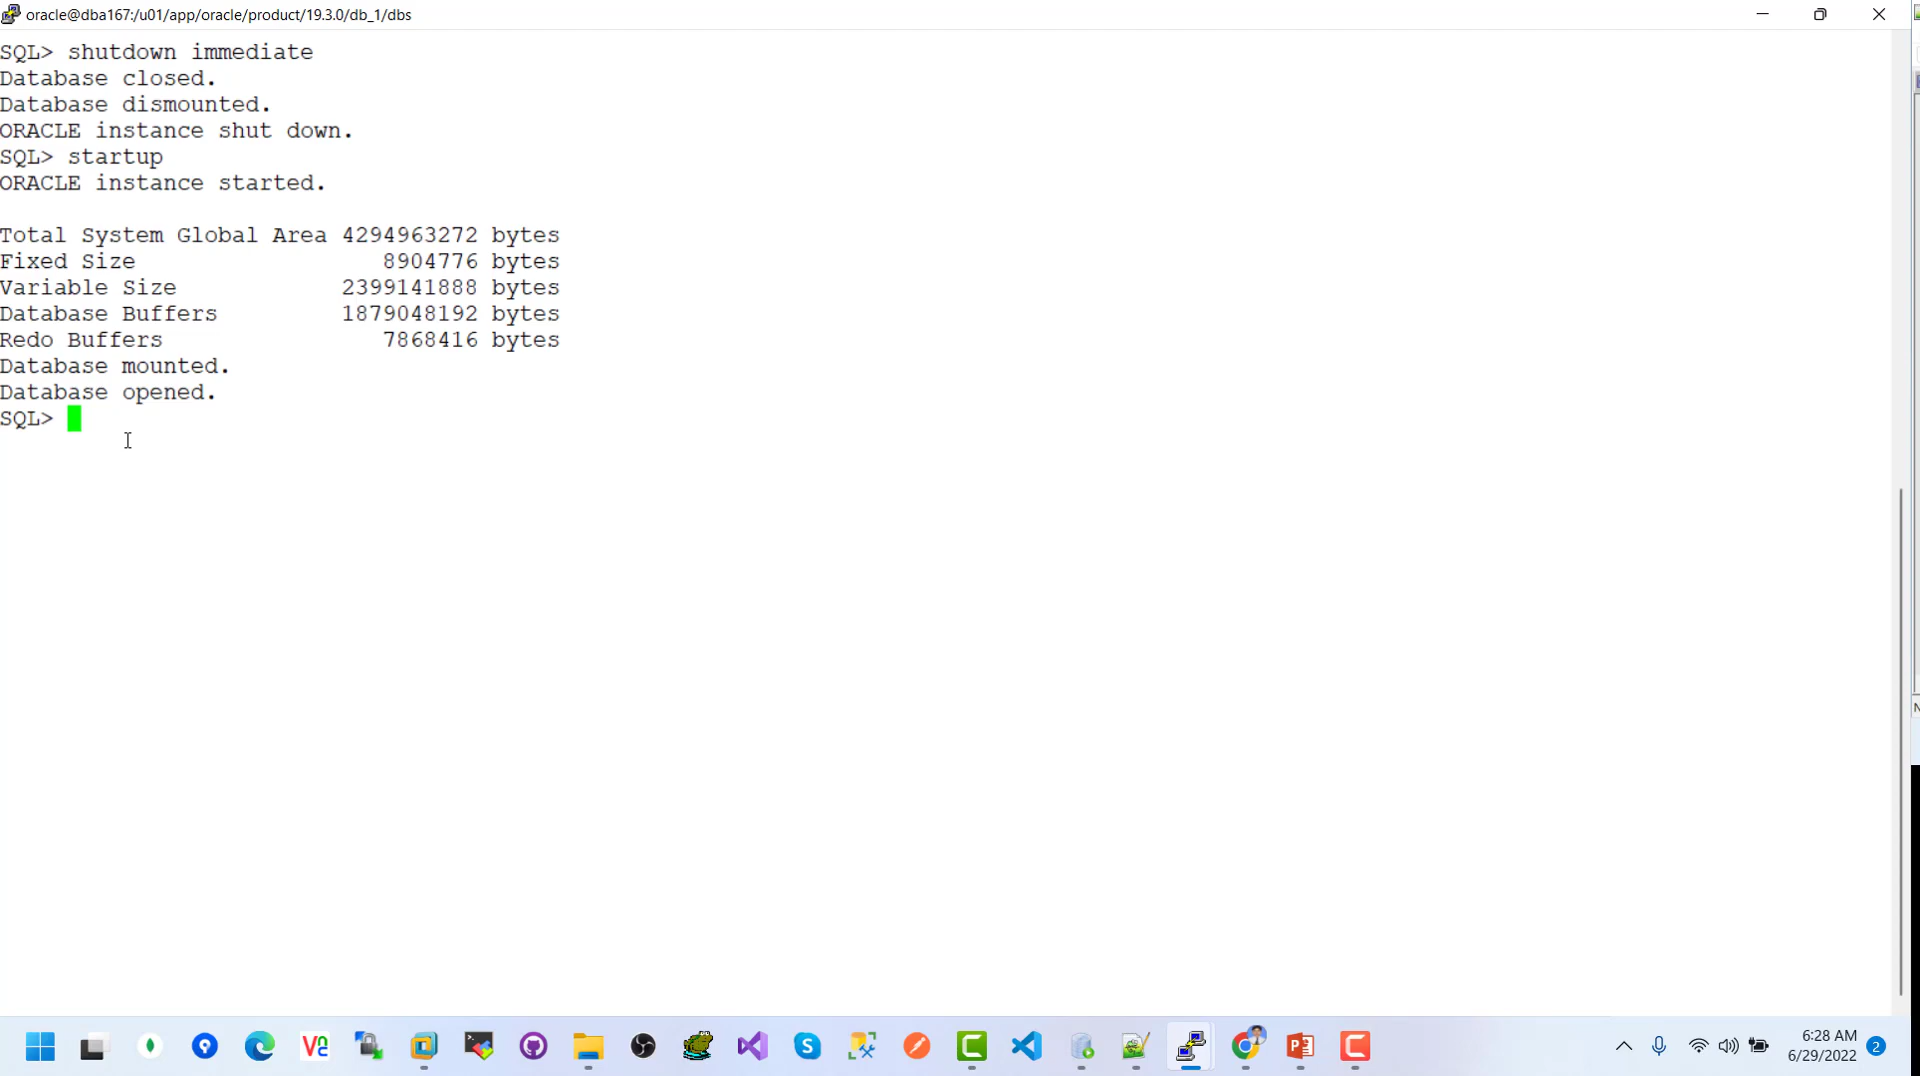 oracle@dba167:/u01/app/oracle/product/19.3.0/db_1/dbs
SQL> shutdown immediate
Database closed.
Database dismounted.
ORACLE instance shut down.
SQL> startup
ORACLE instance started.
Total System Global Area 4294963272 bytes
Fixed Size 8904776 bytes
Variable Size 2399141888 bytes
Database Buffers 1879048192 bytes
Redo Buffers 7868416 bytes
Database mounted.
Database opened.
SQL>
6:28 AM
6/29/2022
2